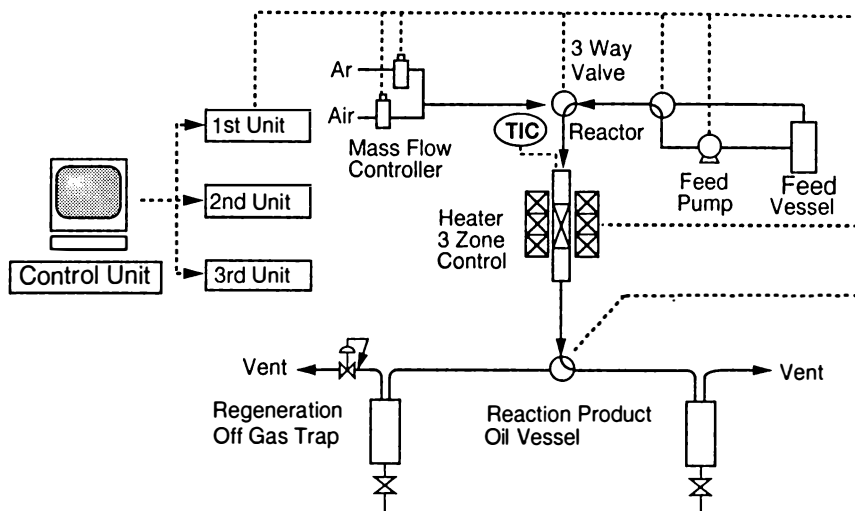 3 Way
Valve
Ar
Air
1st Unit
TIC
Reactor
Mass Flow
Controller
Feed
Pump
Feed
Vessel
2nd Unit
Heater
3 Zone
Control
Control Unit
3rd Unit
Vent
Vent
Regeneration
Off Gas Trap
Reaction Product
Oil Vessel